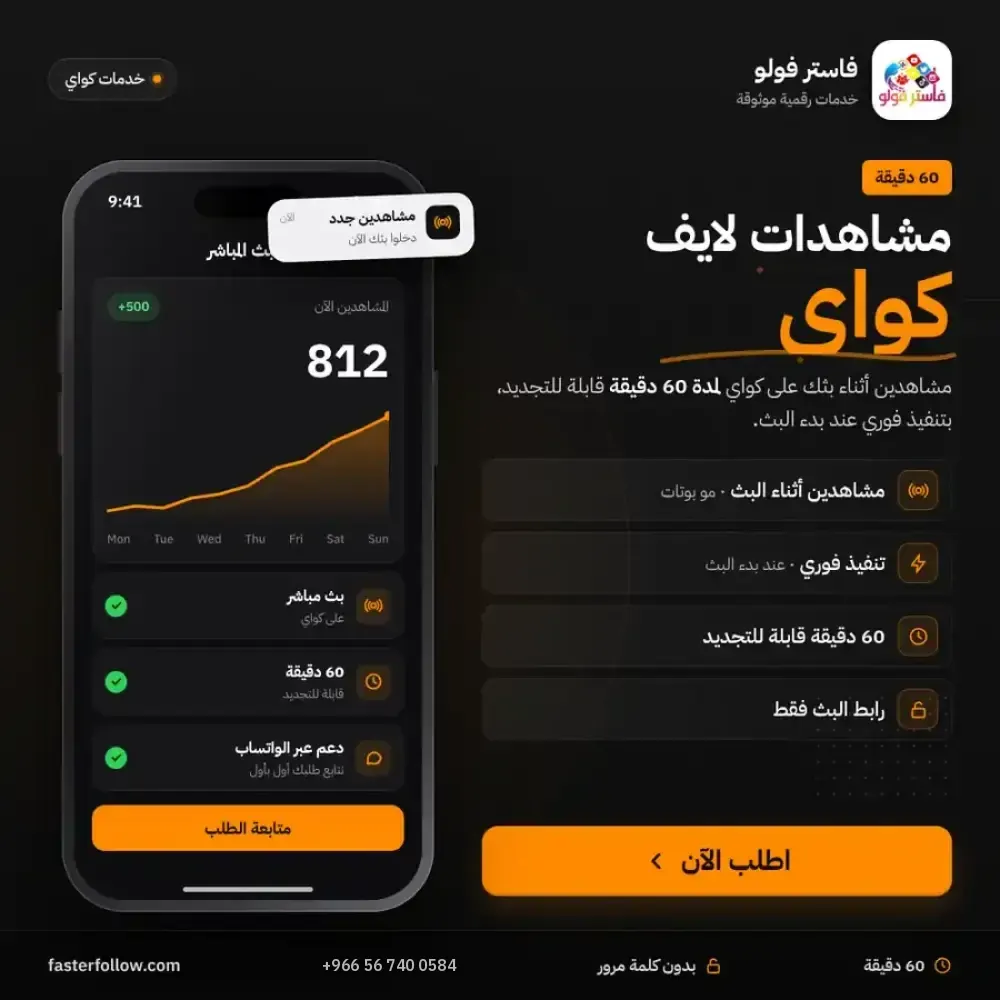 فاستر فولو
فاستر فولو
خدمات رقمية موثوقة
خدمات كواي
60 دقيقة
مشاهدات لايف
كواي
مشاهدين أثناء بثك على كواي لمدة 60 دقيقة قابلة للتجديد،
بتنفيذ فوري عند بدء البث.
مشاهدين أثناء البث · مو بوتات
تنفيذ فوري · عند بدء البث
60 دقيقة قابلة للتجديد
رابط البث فقط
اطلب الآن
9:41
مشاهدين جدد
الآن
دخلوا بثك الآن
بث المباشر
المشاهدين الآن
+500
812
Mon Tue Wed Thu Fri Sat Sun
بث مباشر
على كواي
60 دقيقة
قابلة للتجديد
دعم عبر الواتساب
نتابع طلبك أول بأول
متابعة الطلب
60 دقيقة
بدون كلمة مرور
+966 56 740 0584
fasterfollow.com